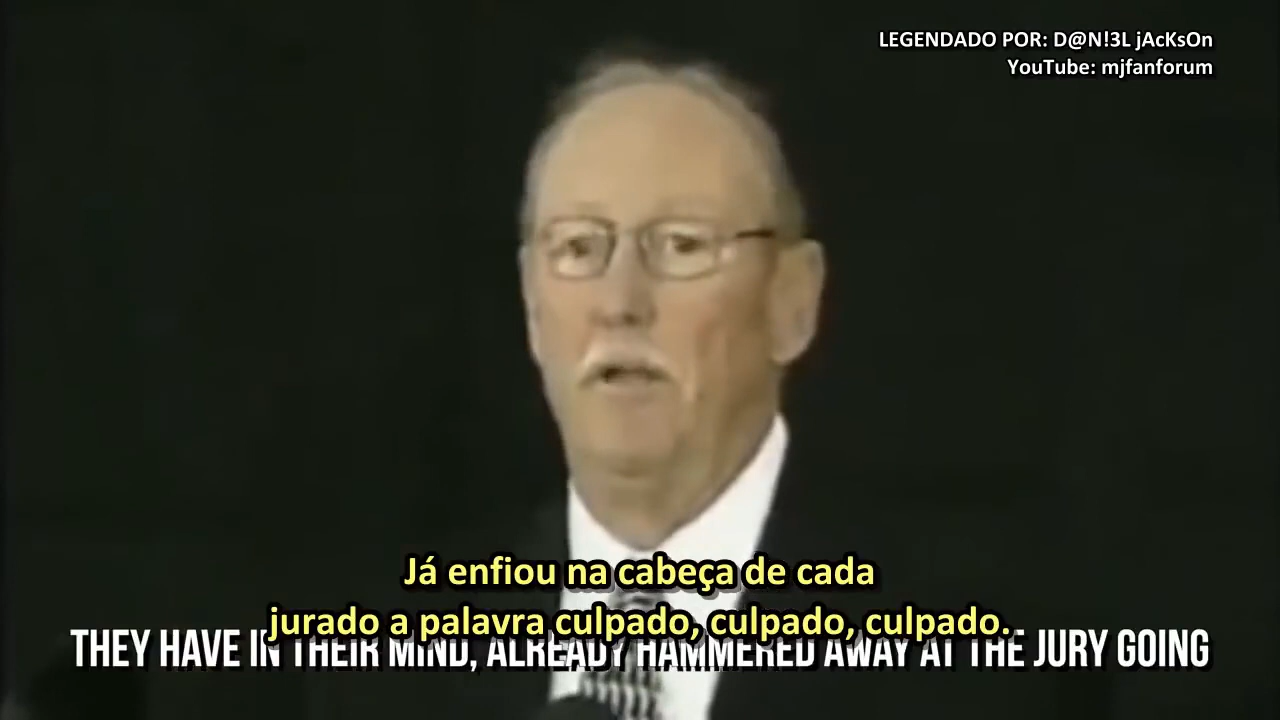 LEGENDADO POR: D@N!3L jAcKsOn
YouTube: mjfanforum
Já enfiou na cabeça de cada
jurado a palavra culpado, culpado, culpado.
THEY HAVE IN THEIR MIND, ALREADY HAMMERED AWAY AT THE JURY GOING